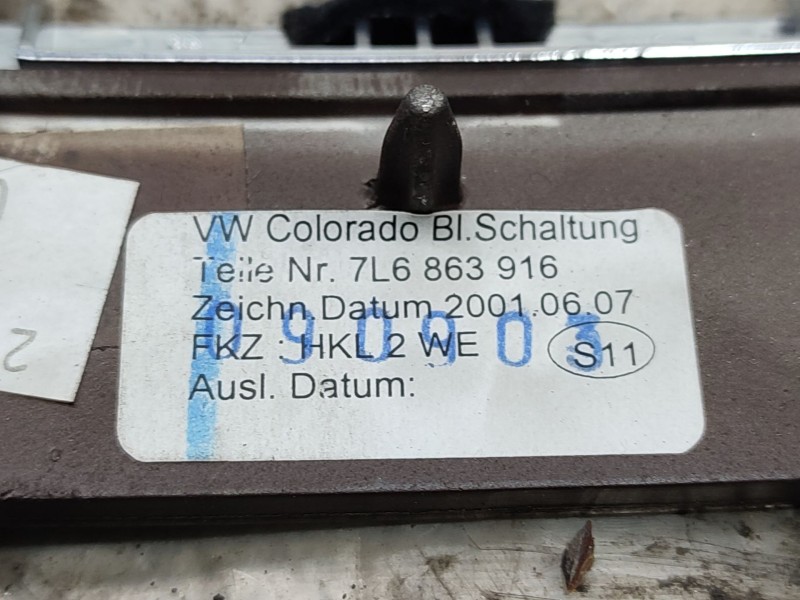 VW Colorado Bl.Schaltung
Teile Nr. 7L6 863 916
Zeichn.Datum 2001.06.07
090903
FKZ : HKL 2 WE S11
Ausl. Datum:
2